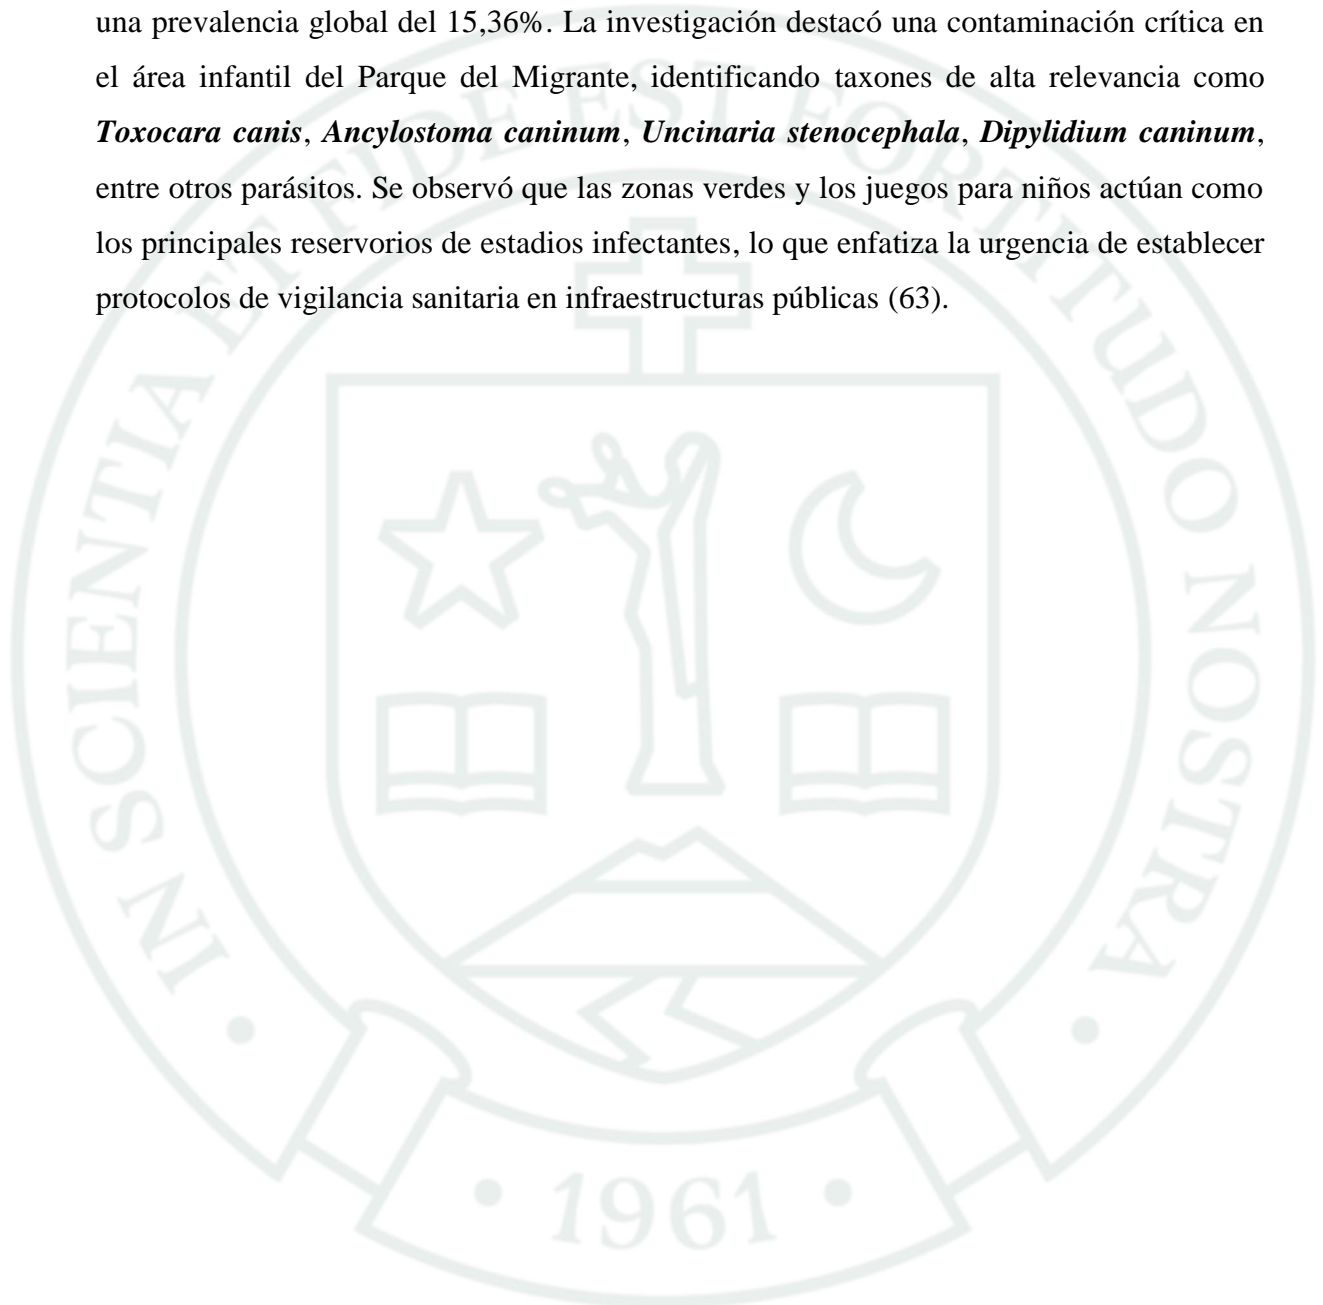 una prevalencia global del 15,36%. La investigación destacó una contaminación crítica en
el área infantil del Parque del Migrante, identificando taxones de alta relevancia como
Toxocara canis, Ancylostoma caninum, Uncinaria stenocephala, Dipylidium caninum,
entre otros parásitos. Se observó que las zonas verdes y los juegos para niños actúan como
los principales reservorios de estadios infectantes, lo que enfatiza la urgencia de establecer
protocolos de vigilancia sanitaria en infraestructuras públicas (63).
IN SCIENTIA ET FIDE EST FORTITUDO NOSTRA
• 1961 •